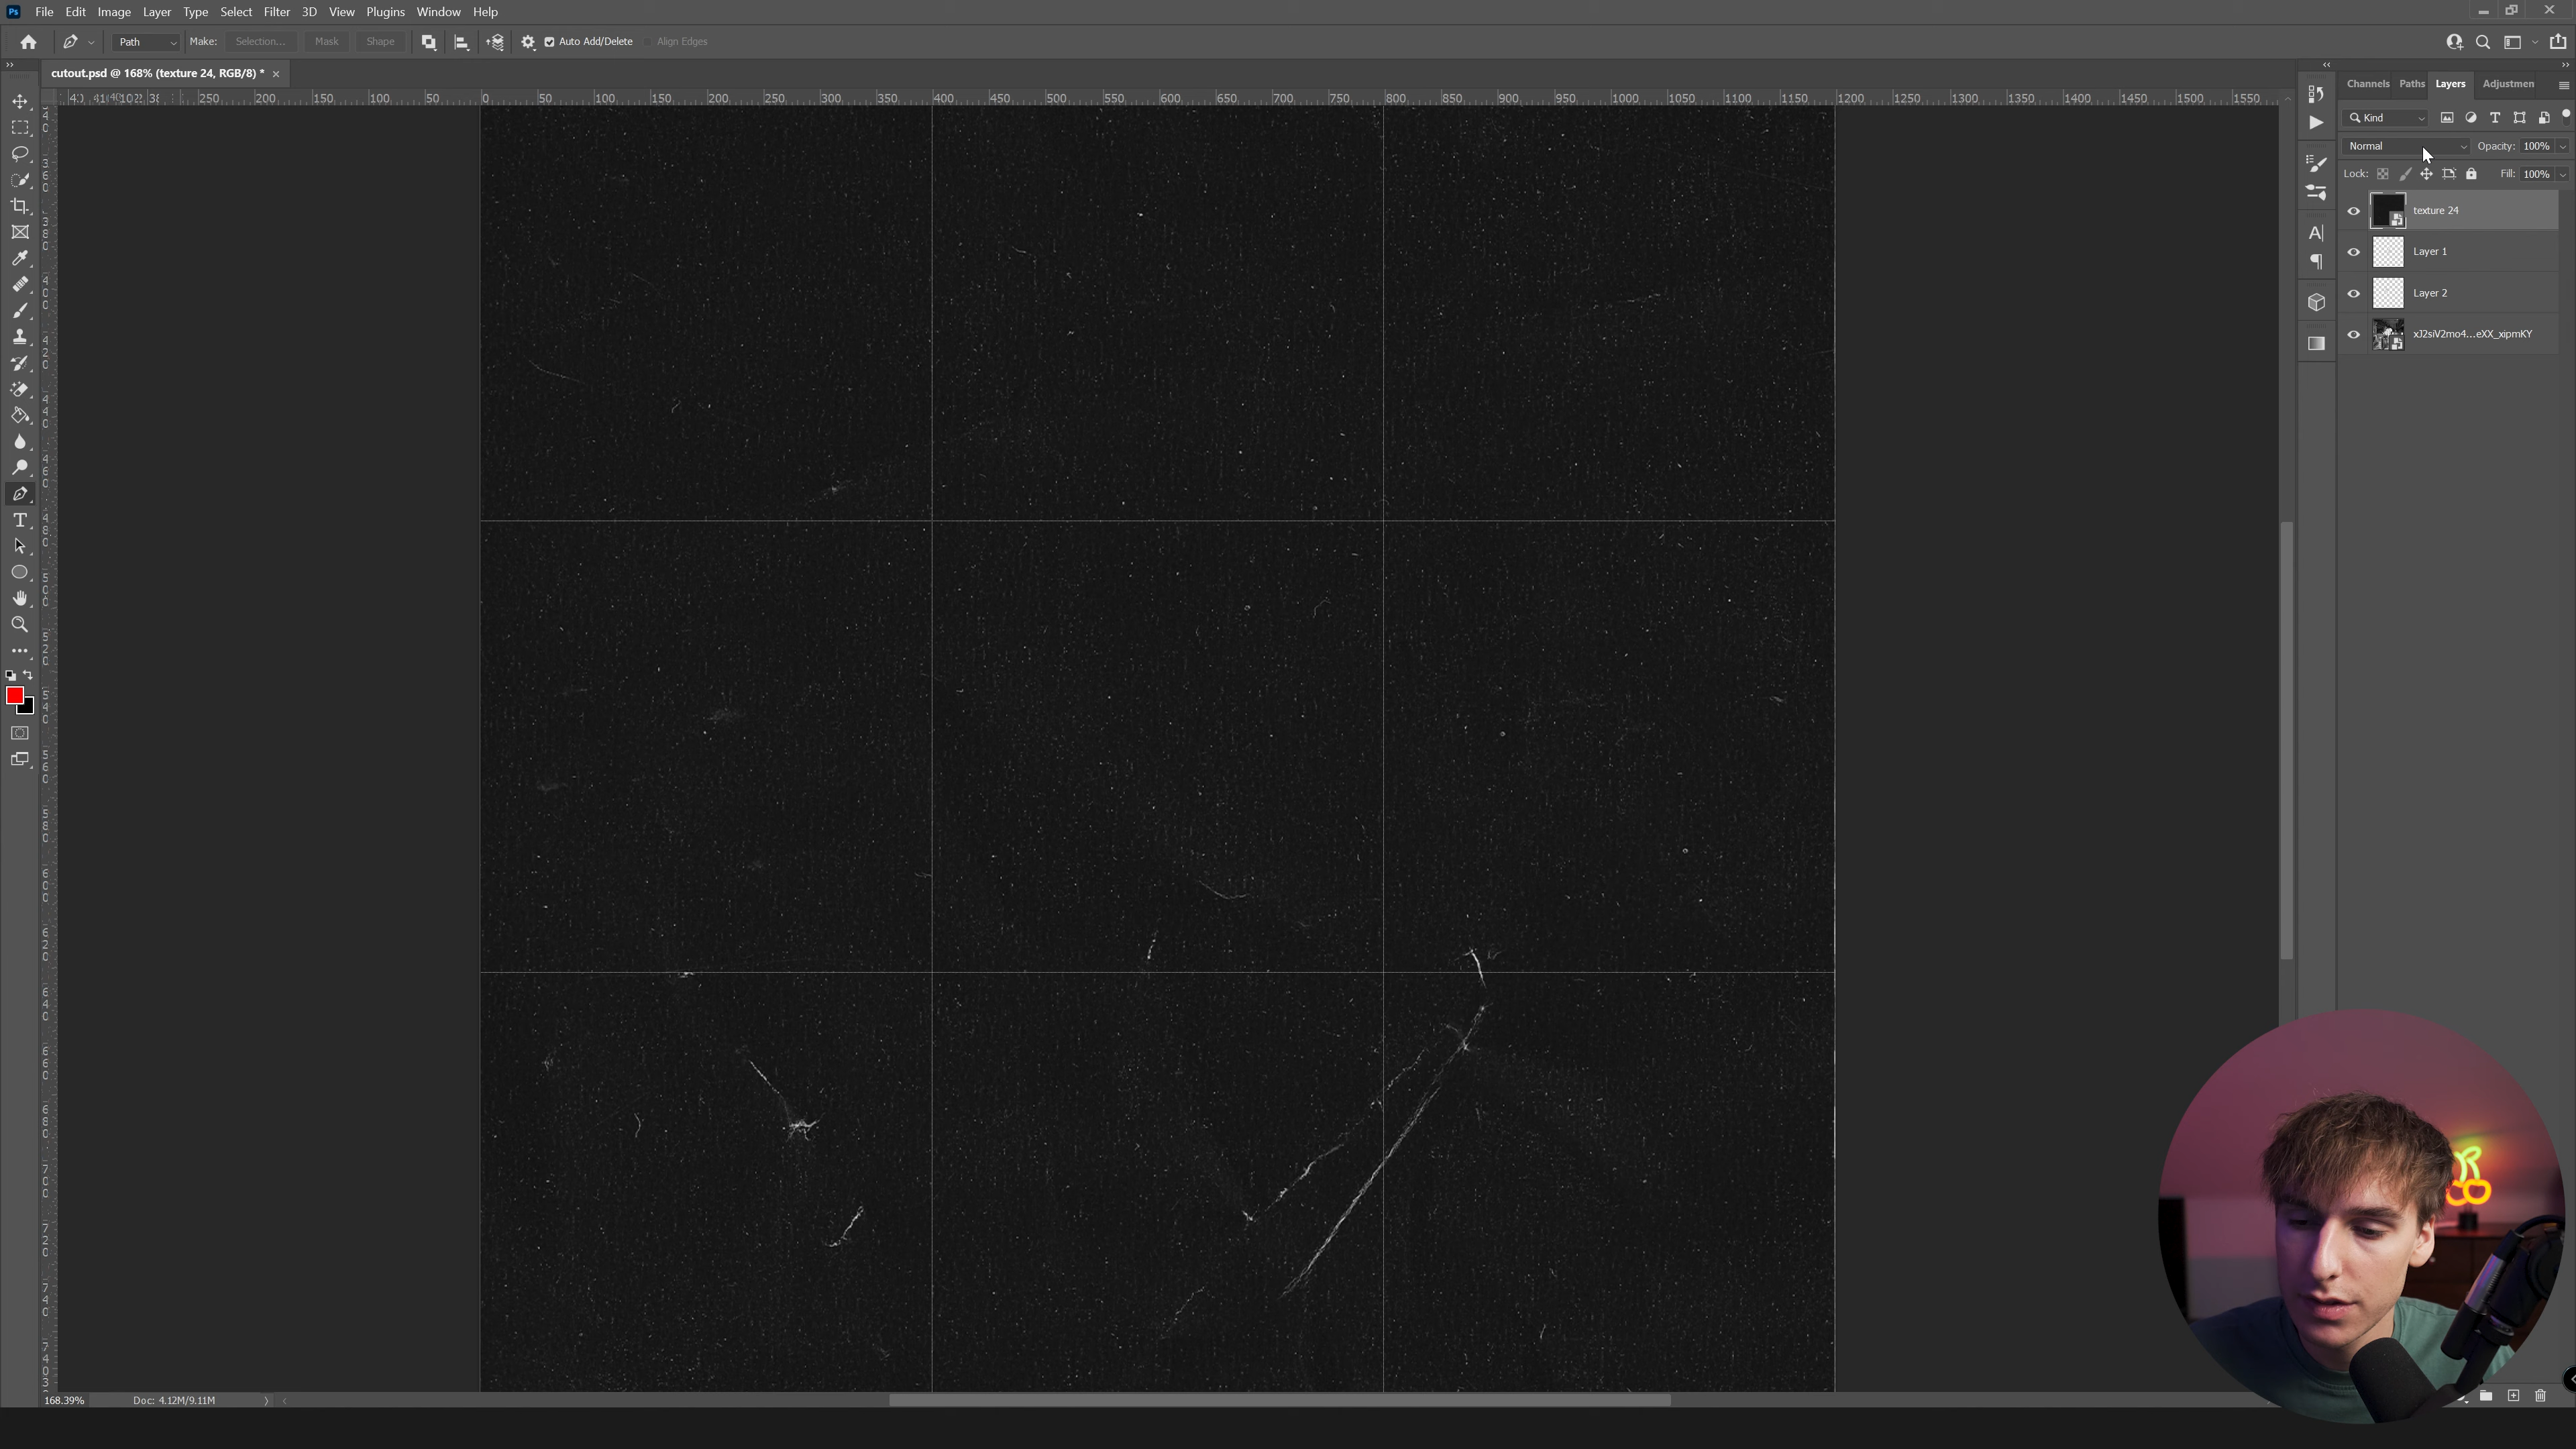 Ps File Edit Image Layer Type Select Filter 3D View Plugins Window Help
Path Make: Selection... Mask Shape Auto Add/Delete Align Edges
cutout.psd @ 168% (texture 24, RGB/8) *
250 200 150 100 50 0 50 100 150 200 250 300 350 400 450 500 550 600 650 700 750 800 850 900 950 1000 1050 1100 1150 1200 1250 1300 1350 1400 1450 1500 1550
Channels Paths Layers Adjustmen
Kind
Normal Opacity: 100%
Lock: Fill: 100%
texture 24
Layer 1
Layer 2
xJ2siV2mo4...eXX_xipmKY
168.39% Doc: 4.12M/9.11M